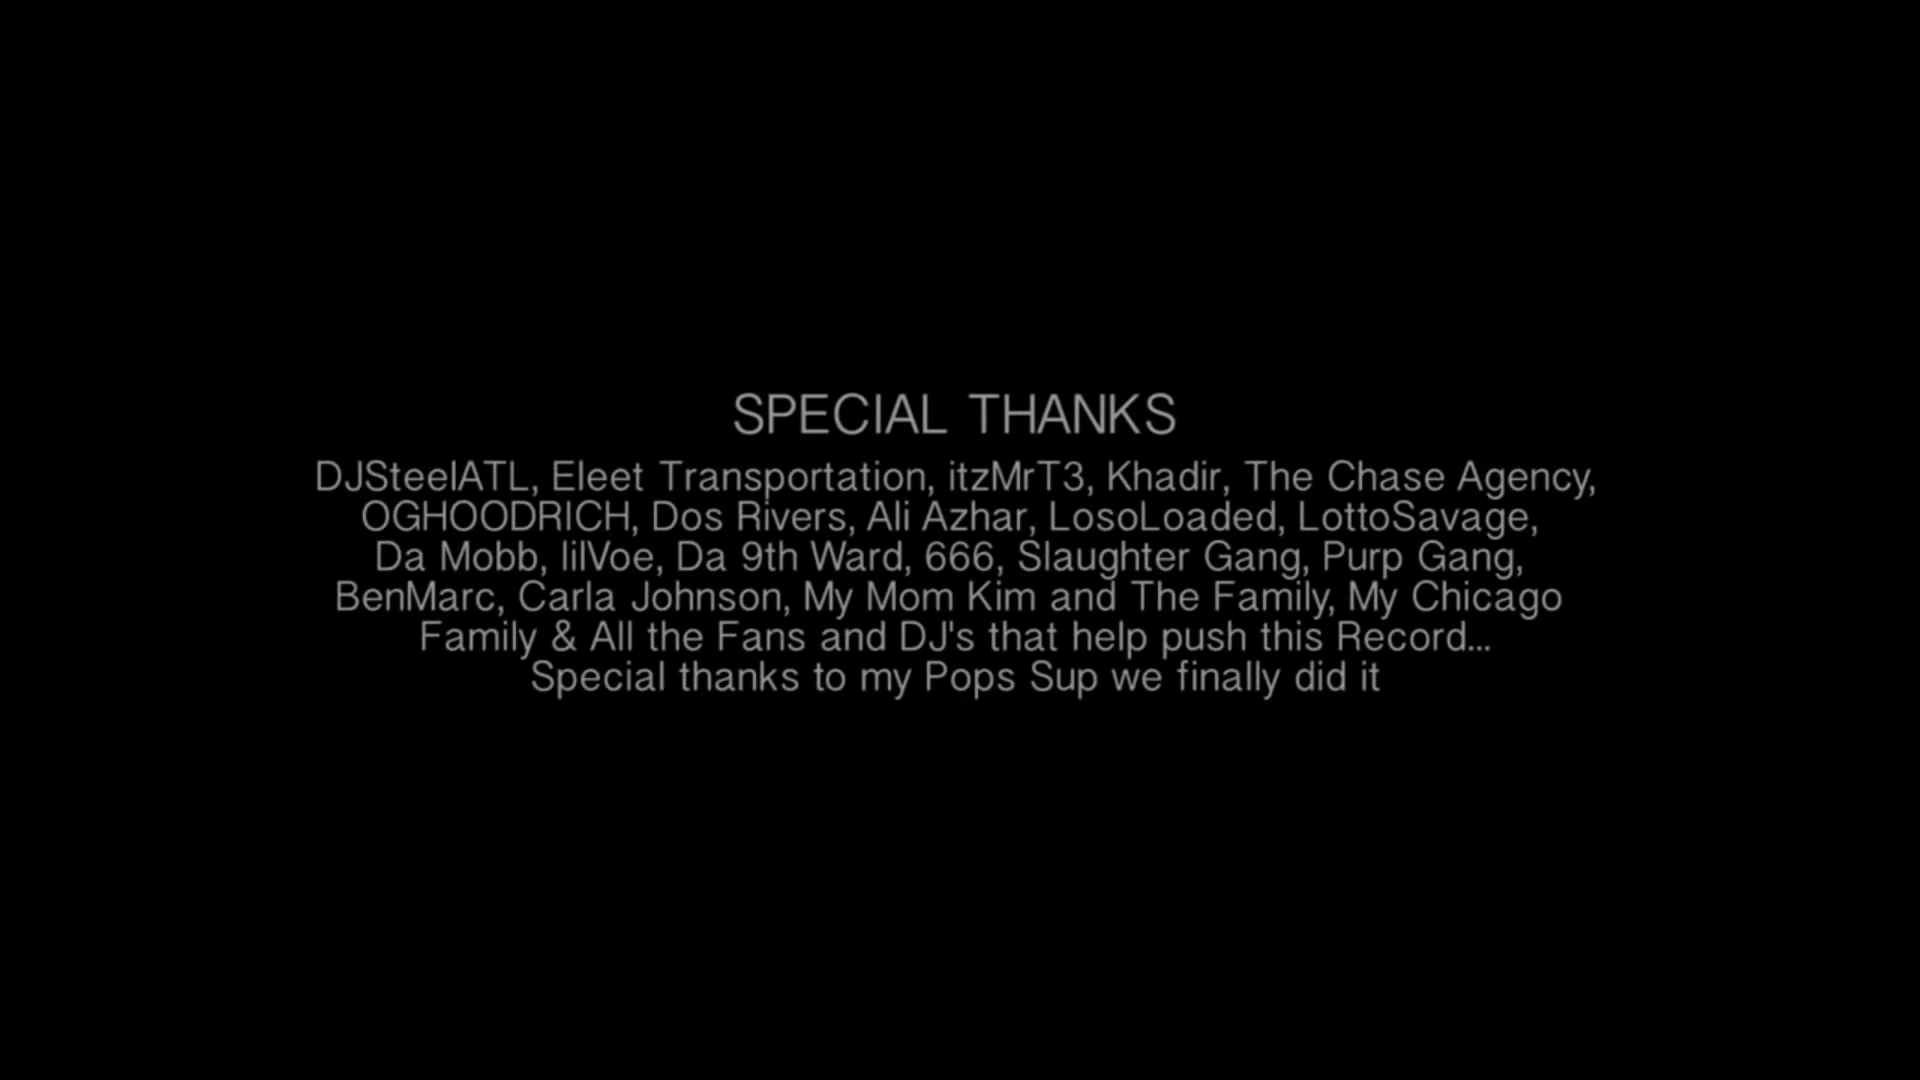 SPECIAL THANKS
DJSteelATL, Eleet Transportation, itzMrT3, Khadir, The Chase Agency,
OGHOODRICH, Dos Rivers, Ali Azhar, LosoLoaded, LottoSavage,
Da Mobb, lilVoe, Da 9th Ward, 666, Slaughter Gang, Purp Gang,
BenMarc, Carla Johnson, My Mom Kim and The Family, My Chicago
Family & All the Fans and DJ's that help push this Record...
Special thanks to my Pops Sup we finally did it